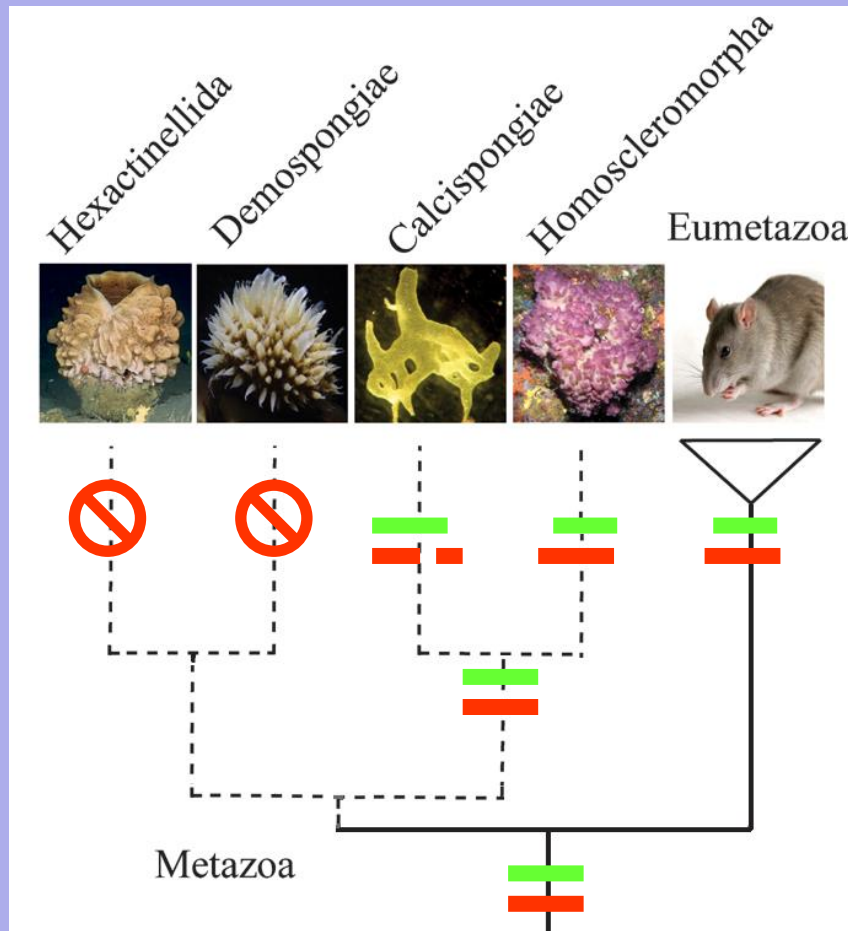 Hexactinellida
Demospongiae
Calcispongiae
Homoscleromorpha
Eumetazoa
Metazoa